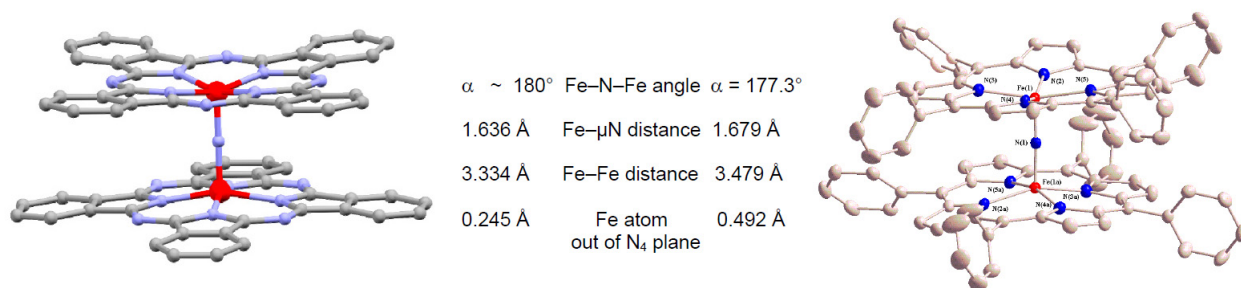 α ~ 180° Fe–N–Fe angle α = 177.3°
1.636 Å Fe–μN distance 1.679 Å
3.334 Å Fe–Fe distance 3.479 Å
0.245 Å Fe atom 0.492 Å
out of N₄ plane
N(2)
N(3) Fe(1) N(5)
N(4)
N(1)
N(5a) Fe(1a)
N(3a)
N(2a) N(4a)